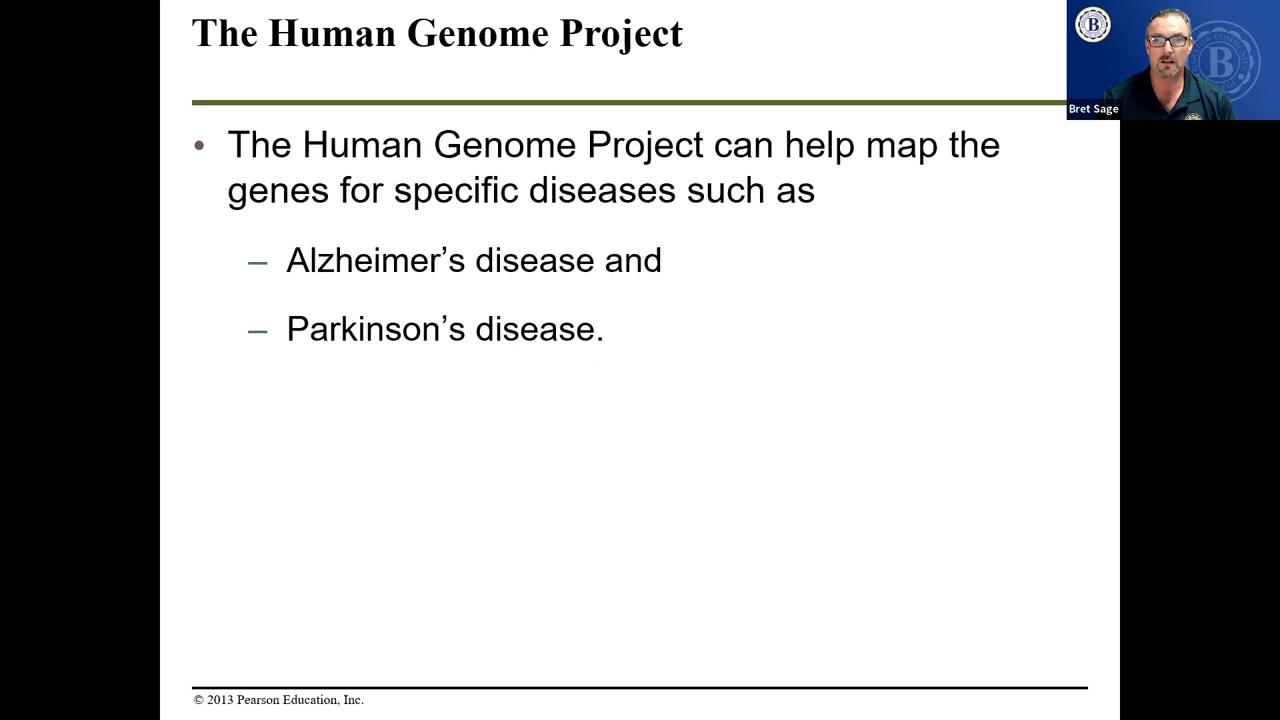 The Human Genome Project
B
B
Bret Sage
• The Human Genome Project can help map the
genes for specific diseases such as
– Alzheimer’s disease and
– Parkinson’s disease.
© 2013 Pearson Education, Inc.